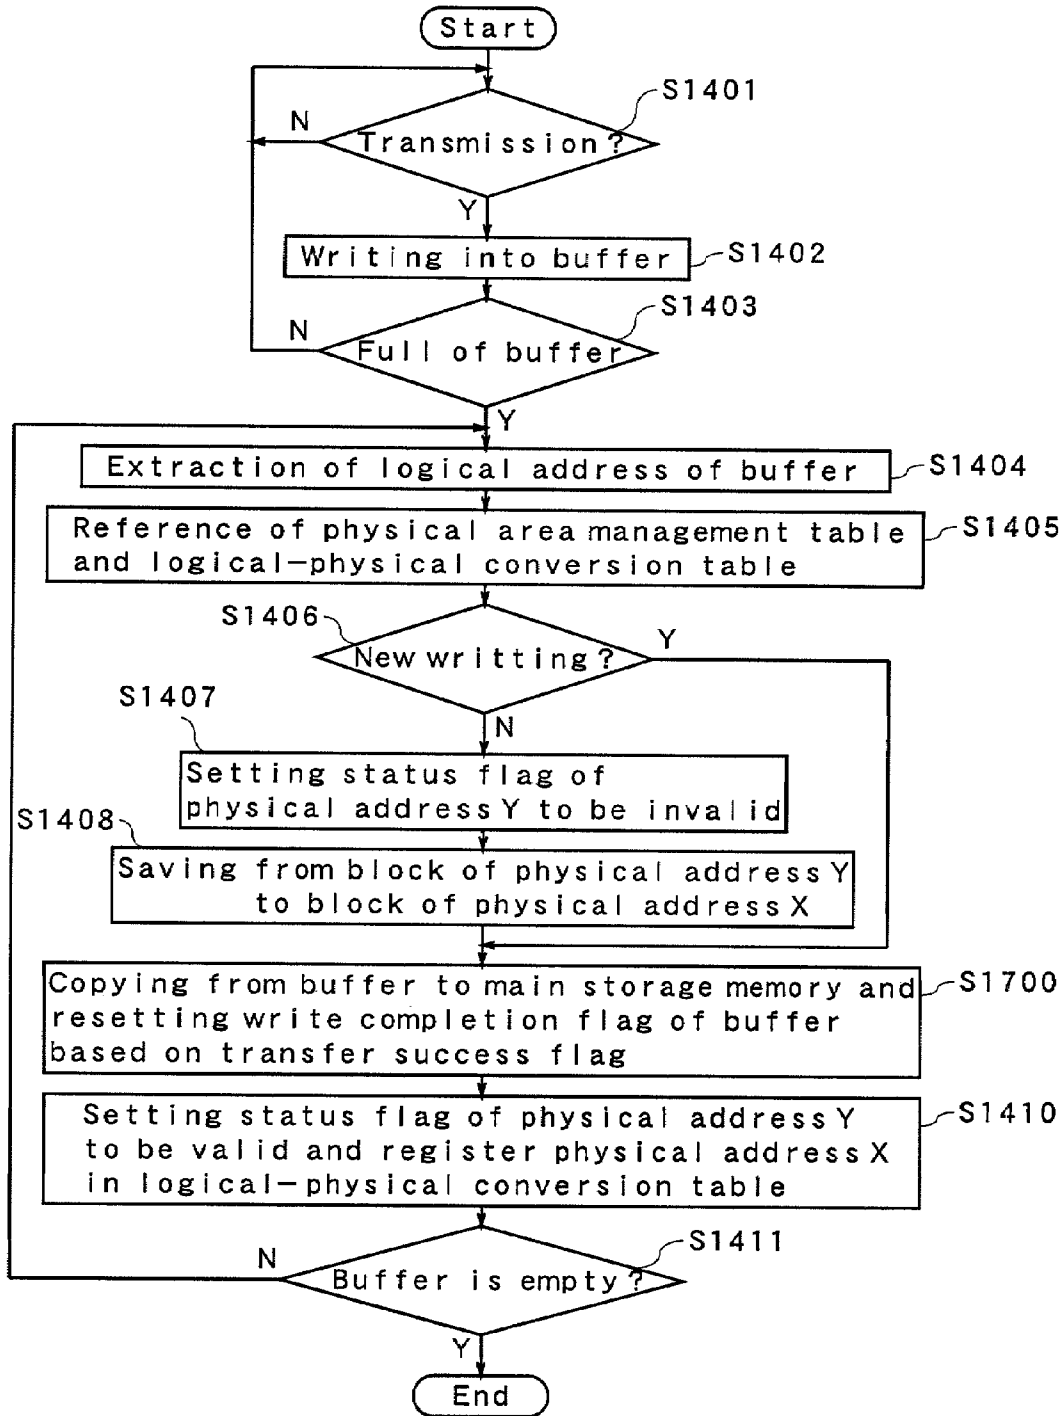 Start
S1401
N
Transmission?
Y
Writing into buffer
S1402
S1403
N
Full of buffer
Y
Extraction of logical address of buffer
S1404
Reference of physical area management table
and logical-physical conversion table
S1405
S1406
New writting?
Y
S1407
N
Setting status flag of
physical address Y to be invalid
S1408
Saving from block of physical address Y
to block of physical address X
Copying from buffer to main storage memory and
resetting write completion flag of buffer
based on transfer success flag
S1700
Setting status flag of physical address Y
to be valid and register physical address X
in logical-physical conversion table
S1410
S1411
N
Buffer is empty?
Y
End